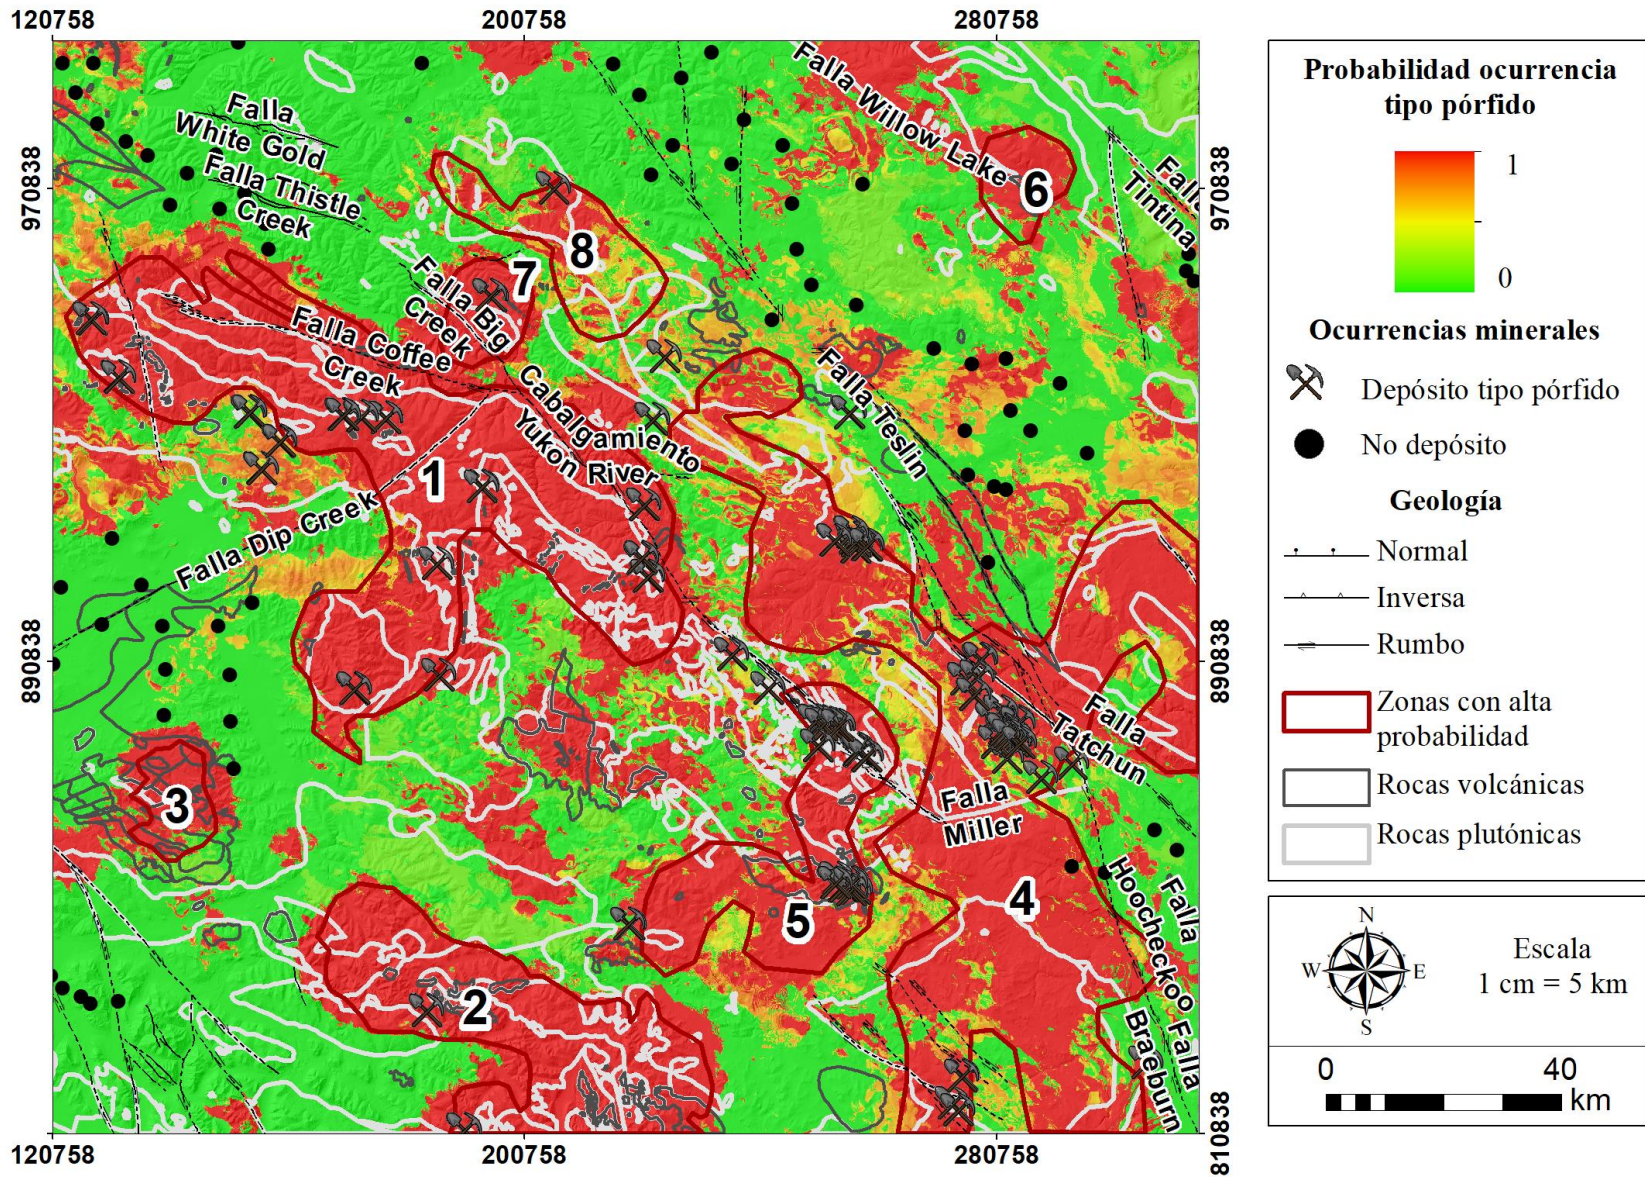 120758
200758
280758
970838
890838
810838
970838
890838
120758
200758
280758
Falla
White Gold
Falla Thistle
Creek
Falla Willow Lake
Falla
Tintina
Falla Big
Creek
Falla Coffee
Creek
Cabalgamiento
Yukon River
Falla Teslin
Falla Dip Creek
Falla
Tatchun
Falla
Miller
Falla
Hoocheckoo
Falla
Braeburn
1
2
3
4
5
6
7
8
Probabilidad ocurrencia
tipo pórfido
1
0
Ocurrencias minerales
Depósito tipo pórfido
No depósito
Geología
Normal
Inversa
Rumbo
Zonas con alta
probabilidad
Rocas volcánicas
Rocas plutónicas
N
W
E
S
Escala
1 cm = 5 km
0
40
km